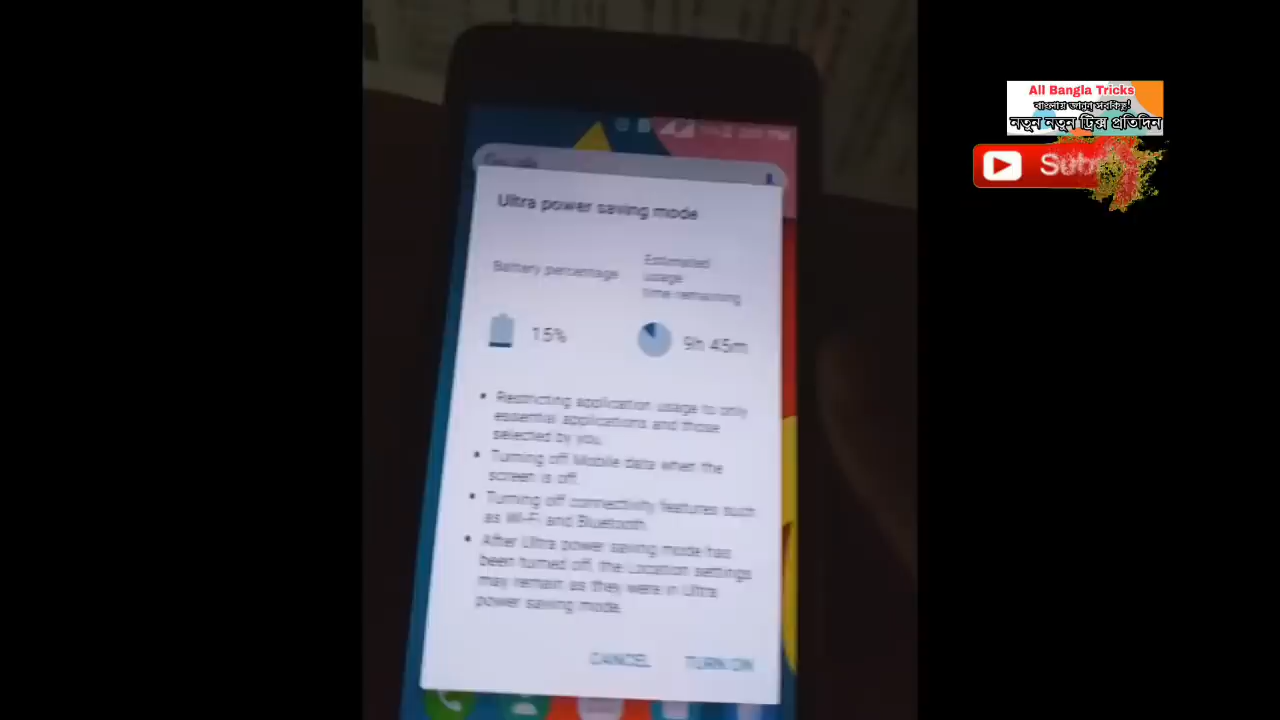 All Bangla Tricks
বাংলায় জানুন সবকিছু!
নতুন নতুন ট্রিক্স প্রতিদিন
Sub
Google
Ultra power saving mode
Battery percentage
Estimated
usage
time remaining
15%
9h 45m
• Restricting application usage to only
essential applications and those
selected by you.
• Turning off Mobile data when the
screen is off.
• Turning off connectivity features such
as Wi-Fi and Bluetooth.
• After Ultra power saving mode has
been turned off, the Location settings
may remain as they were in Ultra
power saving mode.
CANCEL
TURN ON